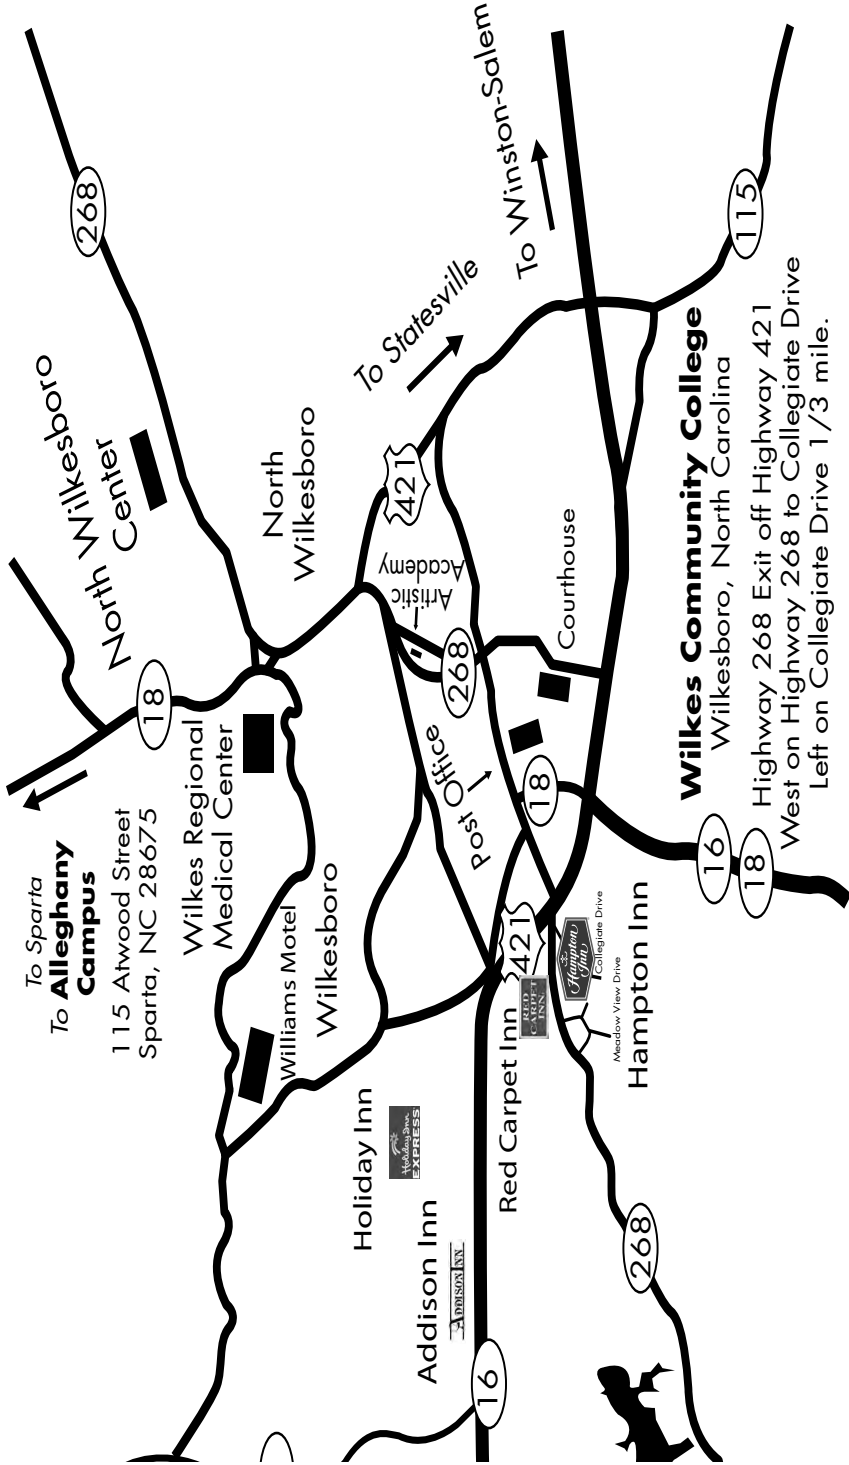 268
North Wilkesboro
Center
18
To Sparta
To Alleghany
Campus
115 Atwood Street
Sparta, NC 28675
Wilkes Regional
Medical Center
North
Wilkesboro
To Statesville
To Winston-Salem
115
421
Artistic
Academy
268
Courthouse
Post Office
18
421
Williams Motel
Wilkesboro
Holiday Inn
Holiday Inn
EXPRESS
Addison Inn
ADDISON INN
Red Carpet Inn
RED
CARPET
INN
Hampton
Inn
Collegiate Drive
Meadow View Drive
Hampton Inn
16
18
16
268
Wilkes Community College
Wilkesboro, North Carolina
Highway 268 Exit off Highway 421
West on Highway 268 to Collegiate Drive
Left on Collegiate Drive 1/3 mile.